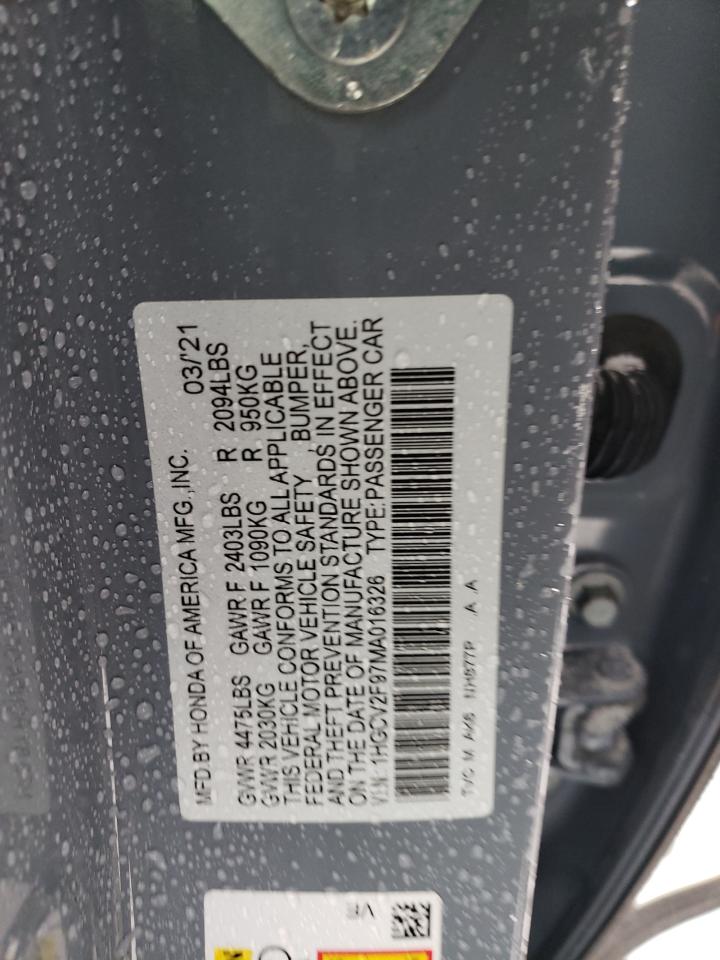 MFD.BY HONDA OF AMERICA MFG.,INC. 03/'21
GVWR 4475LBS GAWR F 2403LBS R 2094LBS
GVWR 2030KG GAWR F 1090KG R 950KG
THIS VEHICLE CONFORMS TO ALL APPLICABLE
FEDERAL MOTOR VEHICLE SAFETY , BUMPER,
AND THEFT PREVENTION STANDARDS IN EFFECT
ON THE DATE OF MANUFACTURE SHOWN ABOVE.
V.I.N.: 1HGCV2F97MA016326 TYPE:PASSENGER CAR
NH877P A .A